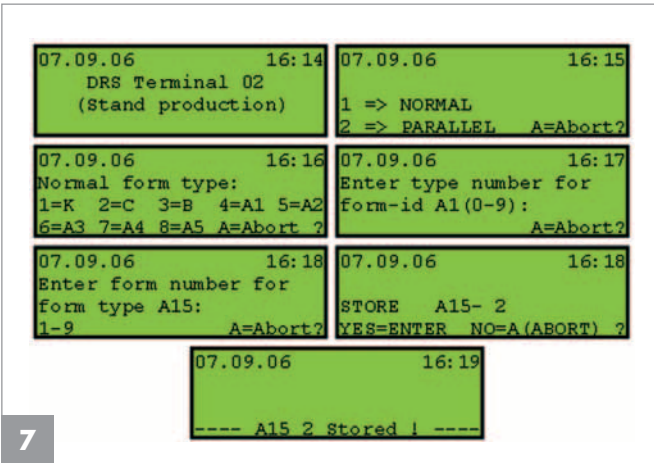 07.09.06 16:14
DRS Terminal 02
(Stand production)
07.09.06 16:15
1 => NORMAL
2 => PARALLEL A=Abort?
07.09.06 16:16
Normal form type:
1=K 2=C 3=B 4=A1 5=A2
6=A3 7=A4 8=A5 A=Abort ?
07.09.06 16:17
Enter type number for
form-id A1(0-9):
A=Abort?
07.09.06 16:18
Enter form number for
form type A15:
1-9 A=Abort?
07.09.06 16:18
STORE A15- 2
YES=ENTER NO=A(ABORT) ?
07.09.06 16:19
---- A15 2 Stored ! ----
7